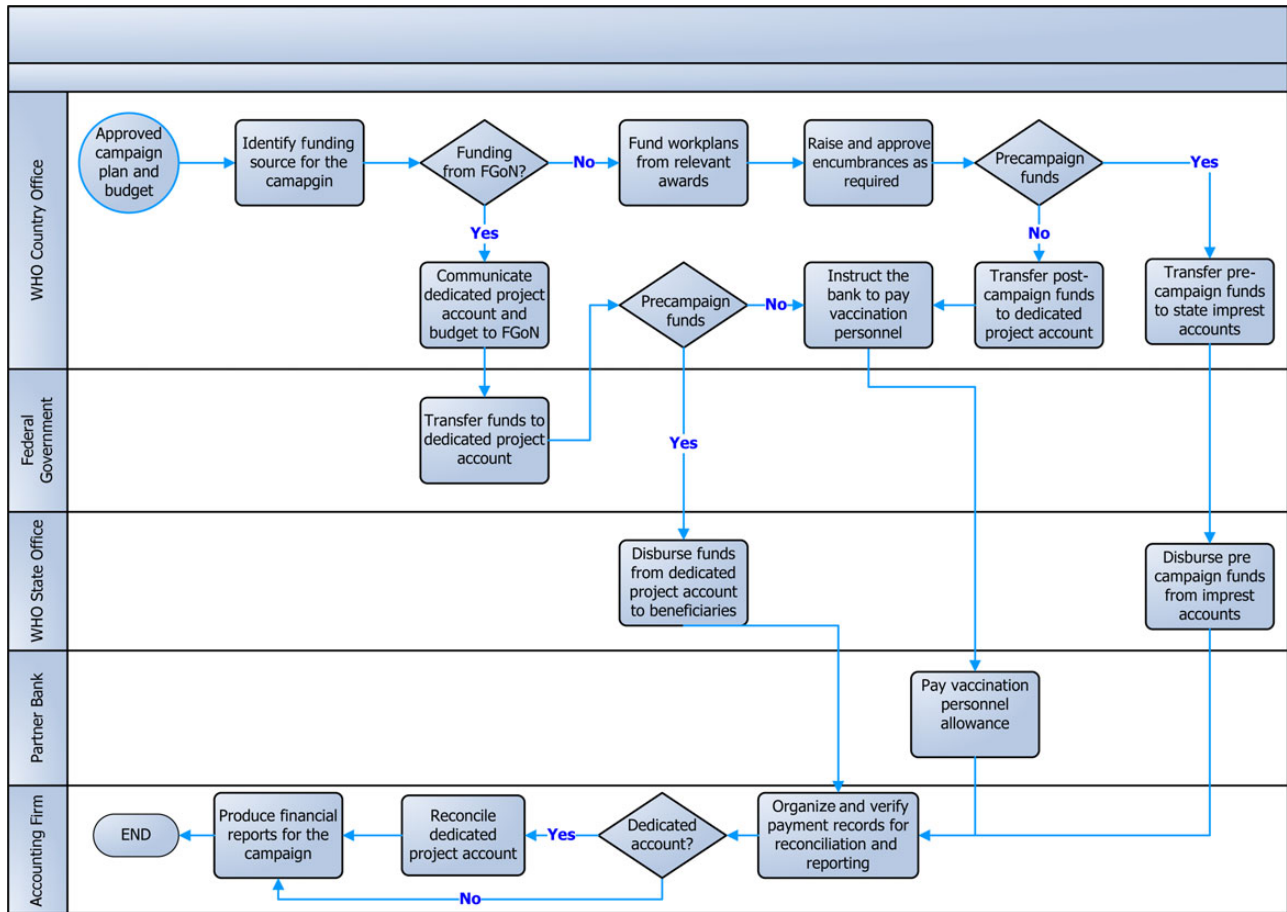 WHO Country Office
Approved
campaign
plan and
budget
Identify funding
source for the
camapgin
Funding
from FGoN?
No
Fund workplans
from relevant
awards
Raise and approve
encumbrances as
required
Precampaign
funds
Yes
Yes
No
Communicate
dedicated project
account and
budget to FGoN
Precampaign
funds
No
Instruct the
bank to pay
vaccination
personnel
Transfer post-
campaign funds
to dedicated
project account
Transfer pre-
campaign funds
to state imprest
accounts
Federal
Government
Transfer funds to
dedicated project
account
Yes
WHO State Office
Disburse funds
from dedicated
project account
to beneficiaries
Disburse pre
campaign funds
from imprest
accounts
Partner Bank
Pay vaccination
personnel
allowance
Accounting Firm
END
Produce financial
reports for the
campaign
Reconcile
dedicated
project account
Yes
Dedicated
account?
Organize and verify
payment records for
reconciliation and
reporting
No